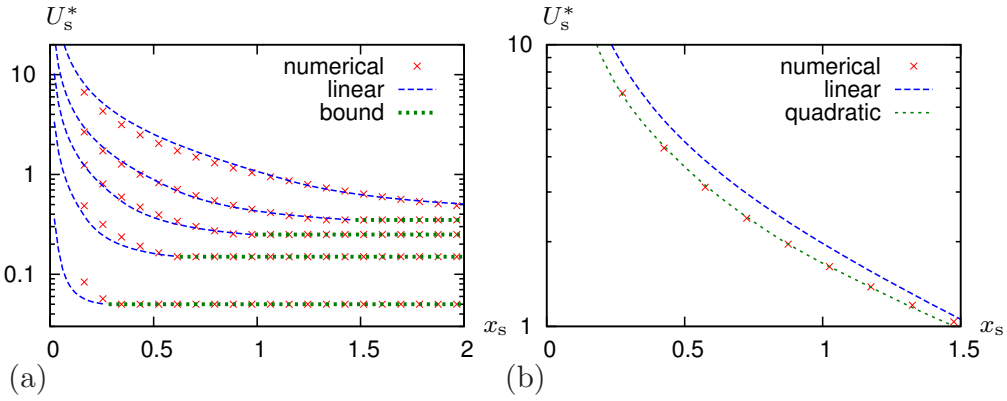 U*s U*s
10 numerical
linear
bound
1
0.1
0 0.5 1 1.5 2 xs
(a)
10 numerical
linear
quadratic
1
0 0.5 1 1.5 xs
(b)